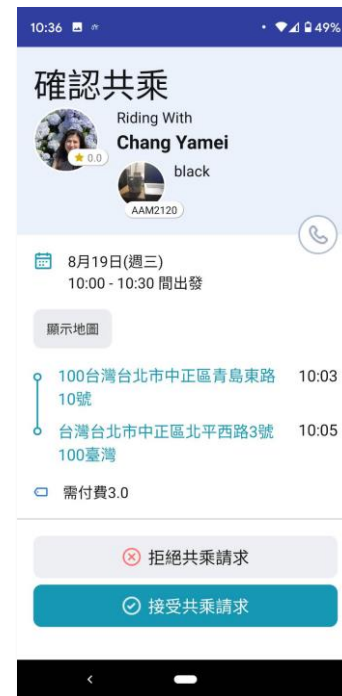 10:36
49%
確認共乘
Riding With
Chang Yamei
0.0
black
AAM2120
8月19日(週三)
10:00 - 10:30 間出發
顯示地圖
100台灣台北市中正區青島東路 10:03
10號
台灣台北市中正區北平西路3號 10:05
100臺灣
需付費3.0
拒絕共乘請求
接受共乘請求